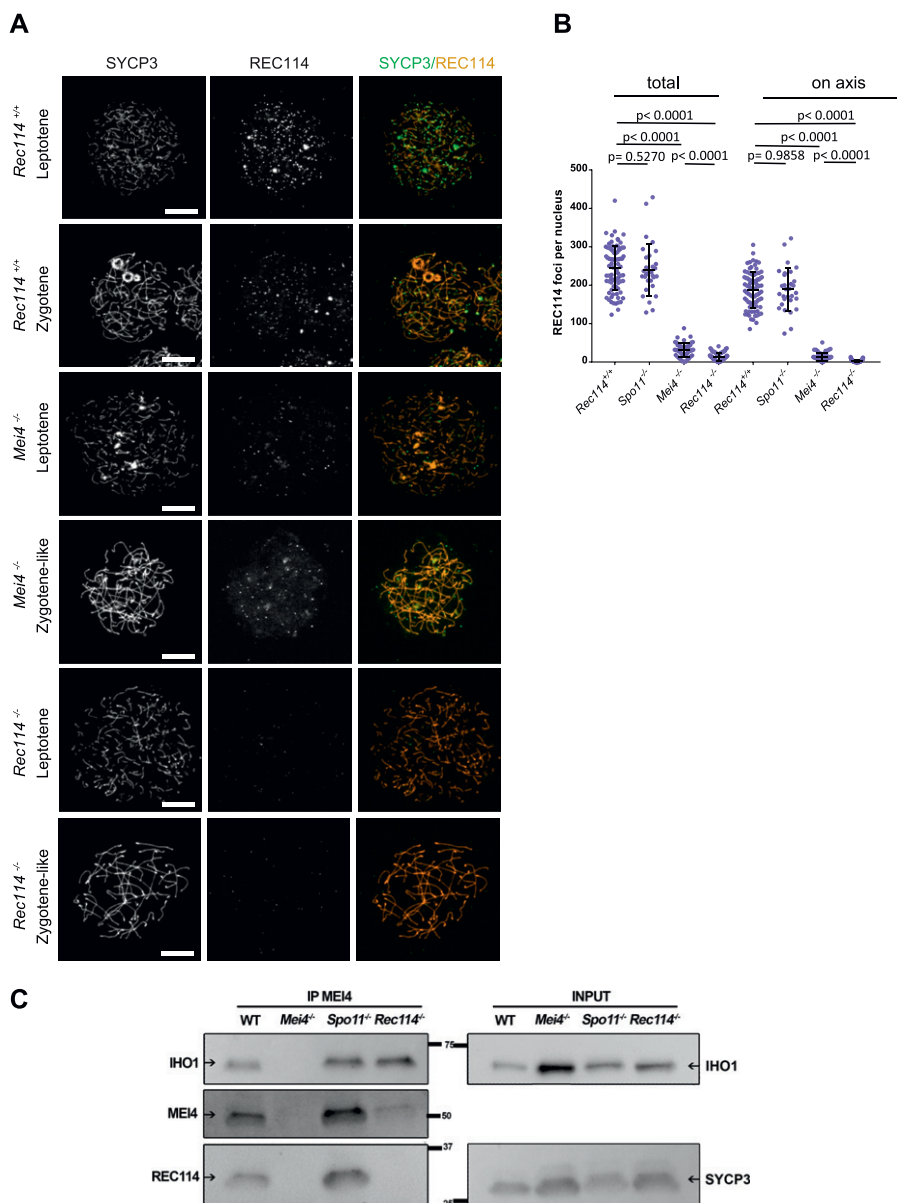 A
SYCP3 REC114 SYCP3/REC114
Rec114 +/+
Leptotene
Rec114 +/+
Zygotene
Mei4 -/-
Leptotene
Mei4 -/-
Zygotene-like
Rec114 -/-
Leptotene
Rec114 -/-
Zygotene-like
B
total on axis
p< 0.0001 p< 0.0001
p< 0.0001 p< 0.0001
p= 0.5270 p< 0.0001 p= 0.9858 p< 0.0001
REC114 foci per nucleus
500
400
300
200
100
0
Rec114+/+ Spo11-/- Mei4-/- Rec114-/- Rec114+/+ Spo11-/- Mei4-/- Rec114-/-
C
IP MEI4 INPUT
WT Mei4-/- Spo11-/- Rec114-/- WT Mei4-/- Spo11-/- Rec114-/-
75
IHO1→ ←IHO1
MEI4→ 50
37
REC114→ ←SYCP3
25